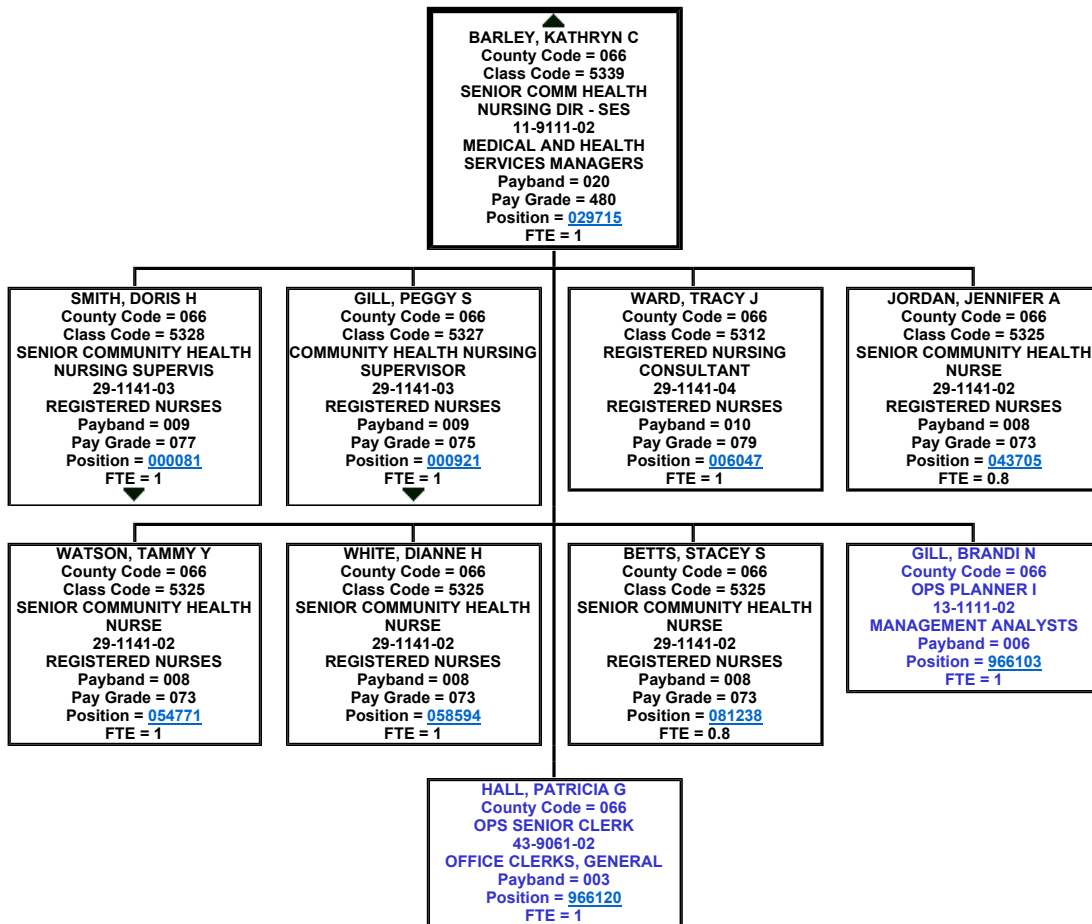 BARLEY, KATHRYN C
County Code = 066
Class Code = 5339
SENIOR COMM HEALTH
NURSING DIR - SES
11-9111-02
MEDICAL AND HEALTH
SERVICES MANAGERS
Payband = 020
Pay Grade = 480
Position = 029715
FTE = 1
SMITH, DORIS H
County Code = 066
Class Code = 5328
SENIOR COMMUNITY HEALTH
NURSING SUPERVIS
29-1141-03
REGISTERED NURSES
Payband = 009
Pay Grade = 077
Position = 000081
FTE = 1
GILL, PEGGY S
County Code = 066
Class Code = 5327
COMMUNITY HEALTH NURSING
SUPERVISOR
29-1141-03
REGISTERED NURSES
Payband = 009
Pay Grade = 075
Position = 000921
FTE = 1
WARD, TRACY J
County Code = 066
Class Code = 5312
REGISTERED NURSING
CONSULTANT
29-1141-04
REGISTERED NURSES
Payband = 010
Pay Grade = 079
Position = 006047
FTE = 1
JORDAN, JENNIFER A
County Code = 066
Class Code = 5325
SENIOR COMMUNITY HEALTH
NURSE
29-1141-02
REGISTERED NURSES
Payband = 008
Pay Grade = 073
Position = 043705
FTE = 0.8
WATSON, TAMMY Y
County Code = 066
Class Code = 5325
SENIOR COMMUNITY HEALTH
NURSE
29-1141-02
REGISTERED NURSES
Payband = 008
Pay Grade = 073
Position = 054771
FTE = 1
WHITE, DIANNE H
County Code = 066
Class Code = 5325
SENIOR COMMUNITY HEALTH
NURSE
29-1141-02
REGISTERED NURSES
Payband = 008
Pay Grade = 073
Position = 058594
FTE = 1
BETTS, STACEY S
County Code = 066
Class Code = 5325
SENIOR COMMUNITY HEALTH
NURSE
29-1141-02
REGISTERED NURSES
Payband = 008
Pay Grade = 073
Position = 081238
FTE = 0.8
GILL, BRANDI N
County Code = 066
OPS PLANNER I
13-1111-02
MANAGEMENT ANALYSTS
Payband = 006
Position = 966103
FTE = 1
HALL, PATRICIA G
County Code = 066
OPS SENIOR CLERK
43-9061-02
OFFICE CLERKS, GENERAL
Payband = 003
Position = 966120
FTE = 1